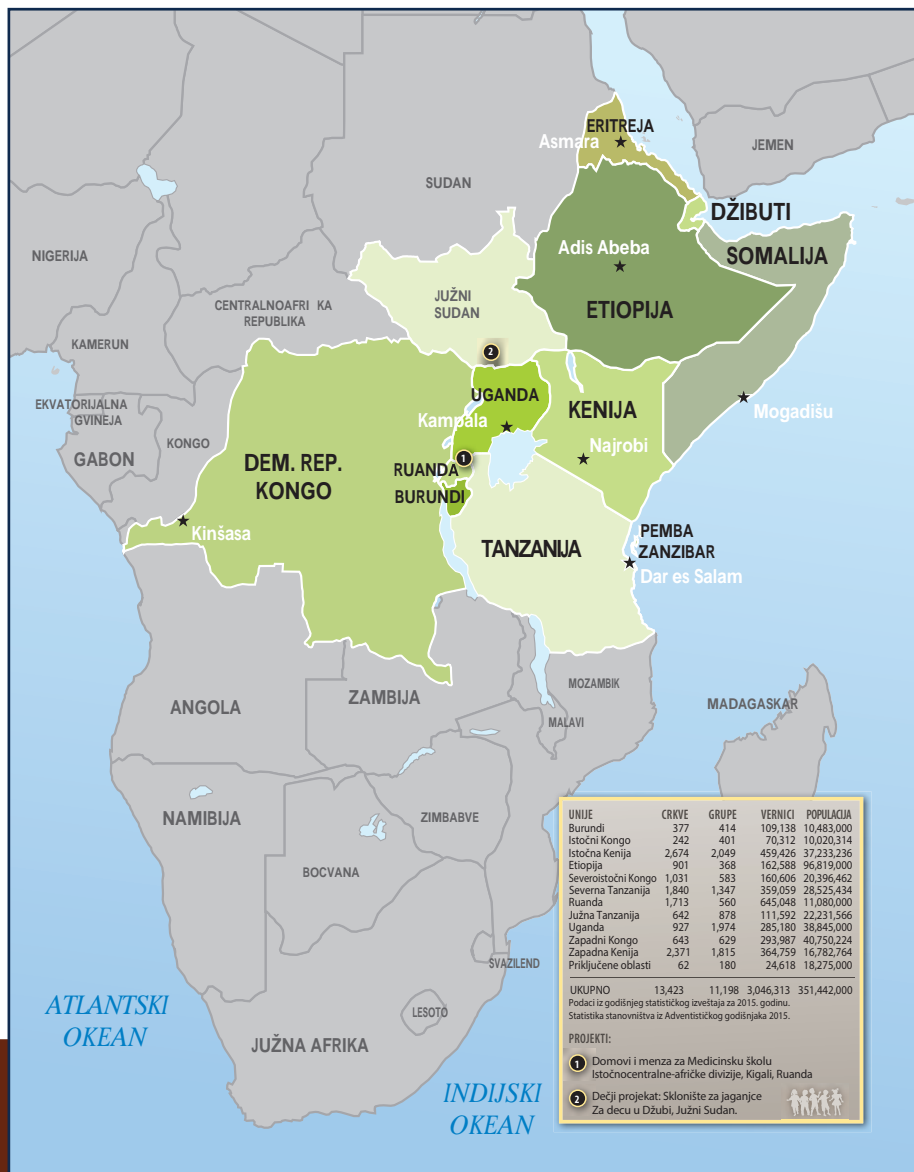 ERITREJA
Asmara
JEMEN
SUDAN
DŽIBUTI
NIGERIJA
Adis Abeba
SOMALIJA
JUŽNI
SUDAN
ETIOPIJA
CENTRALNOAFRI KA
REPUBLIKA
KAMERUN
2
UGANDA
KENIJA
EKVATORIJALNA
GVINEJA
Kampala
Mogadišu
KONGO
GABON
DEM. REP.
KONGO
1
RUANDA
Najrobi
BURUNDI
Kinšasa
TANZANIJA
PEMBA
ZANZIBAR
Dar es Salam
ANGOLA
ZAMBIJA
MOZAMBIK
MALAVI
MADAGASKAR
NAMIBIJA
ZIMBABVE
BOCVANA
SVAZILEND
LESOTO
JUŽNA AFRIKA
ATLANTSKI
OKEAN
INDIJSKI
OKEAN
UNIJE CRKVE GRUPE VERNICI POPULACIJA
Burundi 377 414 109,138 10,483,000
Istočni Kongo 242 401 70,312 10,020,314
Istočna Kenija 2,674 2,049 459,426 37,233,236
Etiopija 901 368 162,588 96,819,000
Severoistočni Kongo 1,031 583 160,606 20,396,462
Severna Tanzanija 1,840 1,347 359,059 28,525,434
Ruanda 1,713 560 645,048 11,080,000
Južna Tanzanija 642 878 111,592 22,231,566
Uganda 927 1,974 285,180 38,845,000
Zapadni Kongo 643 629 293,987 40,750,224
Zapadna Kenija 2,371 1,815 364,759 16,782,764
Priključene oblasti 62 180 24,618 18,275,000
UKUPNO 13,423 11,198 3,046,313 351,442,000
Podaci iz godišnjeg statističkog izveštaja za 2015. godinu.
Statistika stanovništva iz Adventističkog godišnjaka 2015.
PROJEKTI:
1 Domovi i menza za Medicinsku školu
Istočnocentralne-afričke divizije, Kigali, Ruanda
2 Dečji projekat: Sklonište za jaganjce
Za decu u Džubi, Južni Sudan.